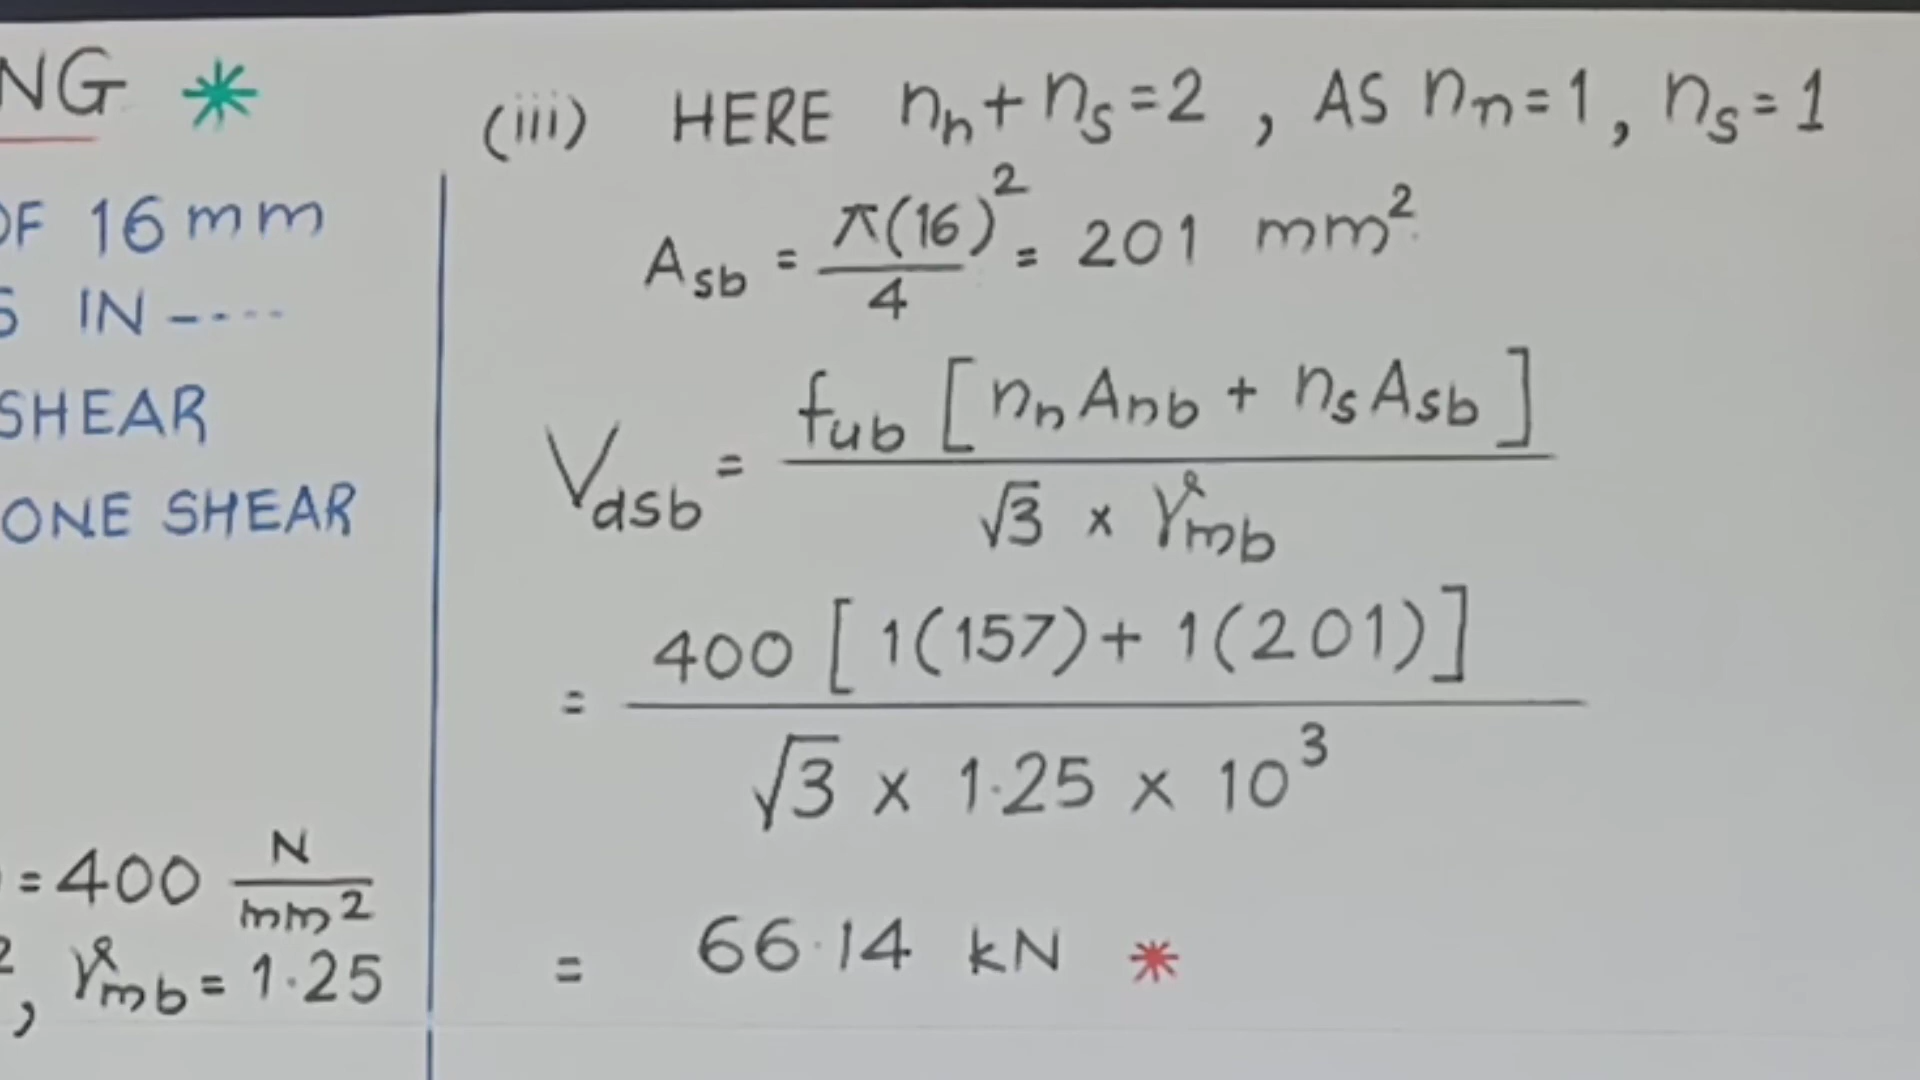 NG *
OF 16 mm
S IN ----
SHEAR
ONE SHEAR
= 400 N/mm²
2, γmb = 1.25
(iii) HERE nn + ns = 2, AS nn = 1, ns = 1
Asb = π(16)²/4 = 201 mm²
Vdsb = fub [nn Anb + ns Asb] / √3 × γmb
= 400 [1(157) + 1(201)] / √3 × 1.25 × 10³
= 66.14 kN *